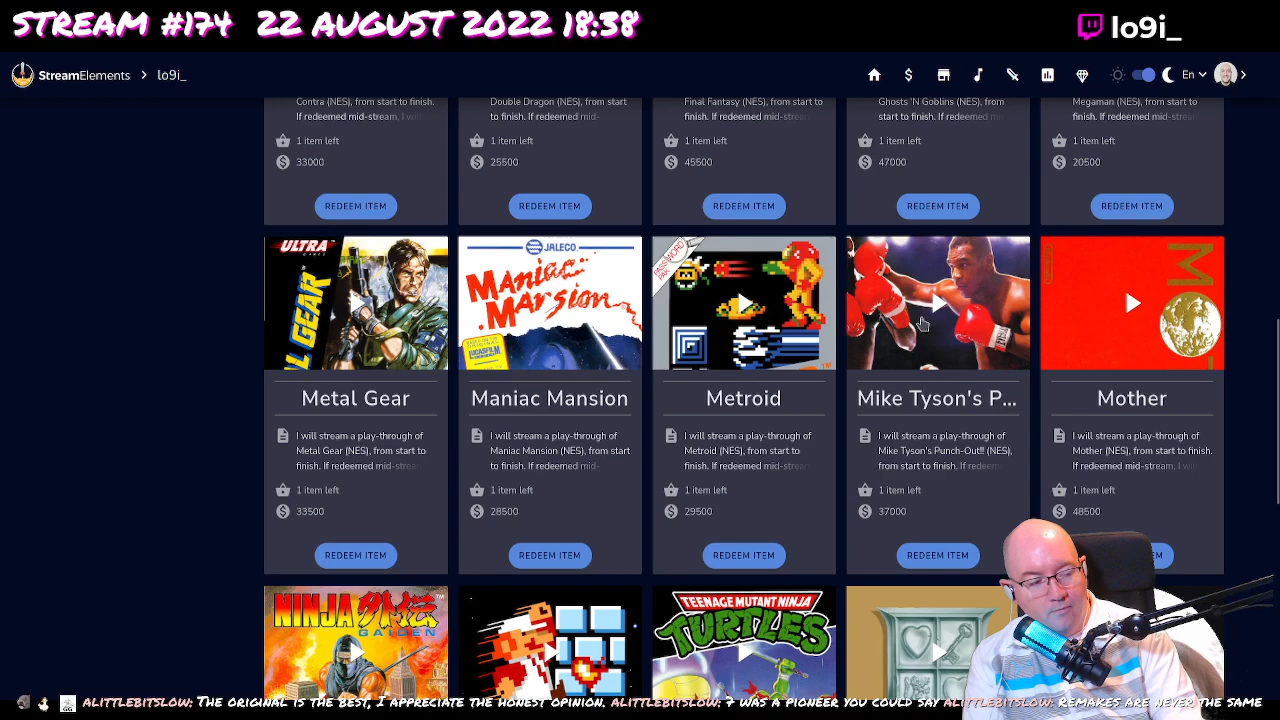 STREAM #174 22 AUGUST 2022 18:38
lo9i_
StreamElements > lo9i_
En
Contra (NES), from start to finish.
If redeemed mid-stream, I will
1 item left
33000
REDEEM ITEM
Double Dragon (NES), from start
to finish. If redeemed mid-
1 item left
25500
REDEEM ITEM
Final Fantasy (NES), from start
to finish. If redeemed mid-stream
1 item left
45500
REDEEM ITEM
Ghosts 'N Goblins (NES), from
start to finish. If redeemed mid-
1 item left
47000
REDEEM ITEM
Megaman (NES), from start to
finish. If redeemed mid-stream
1 item left
20500
REDEEM ITEM
ULTRA
GAMES
L GEAR
Metal Gear
I will stream a play-through of
Metal Gear (NES), from start to
finish. If redeemed mid-stream
1 item left
33500
REDEEM ITEM
JALECO
MANIAC
MANSION
LUCASFILM
Maniac Mansion
I will stream a play-through of
Maniac Mansion (NES), from start
to finish. If redeemed mid-
1 item left
28500
REDEEM ITEM
PASSWORD
PAK
TM
Metroid
I will stream a play-through of
Metroid (NES), from start to
finish. If redeemed mid-stream
1 item left
29500
REDEEM ITEM
Mike Tyson's P...
I will stream a play-through of
Mike Tyson's Punch-Out!! (NES),
from start to finish. If redeemed
1 item left
37000
REDEEM ITEM
M
Mother
I will stream a play-through of
Mother (NES), from start to finish.
If redeemed mid-stream, I will
1 item left
48500
EM
NINJA
GAIDEN
TM
TEENAGE MUTANT NINJA
TURTLES
ALITTLEBITSLOW: THE ORIGINAL IS THE BEST, I APPRECIATE THE HONEST OPINION. ALITTLEBITSLOW: 7 WAS A PIONEER YOU COULD SAY ALITTLEBITSLOW: REMAKES ARE NEVER THE SAME